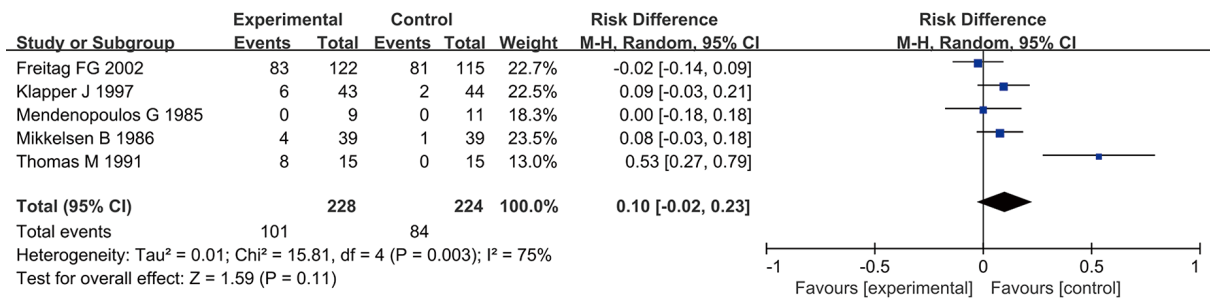 Experimental Control Risk Difference Risk Difference
Study or Subgroup Events Total Events Total Weight M-H, Random, 95% CI M-H, Random, 95% CI
Freitag FG 2002 83 122 81 115 22.7% -0.02 [-0.14, 0.09]
Klapper J 1997 6 43 2 44 22.5% 0.09 [-0.03, 0.21]
Mendenopoulos G 1985 0 9 0 11 18.3% 0.00 [-0.18, 0.18]
Mikkelsen B 1986 4 39 1 39 23.5% 0.08 [-0.03, 0.18]
Thomas M 1991 8 15 0 15 13.0% 0.53 [0.27, 0.79]
Total (95% CI) 228 224 100.0% 0.10 [-0.02, 0.23]
Total events 101 84
Heterogeneity: Tau² = 0.01; Chi² = 15.81, df = 4 (P = 0.003); I² = 75%
Test for overall effect: Z = 1.59 (P = 0.11)
-1 -0.5 0 0.5 1
Favours [experimental] Favours [control]